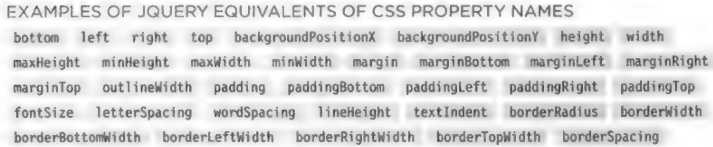 EXAMPLES OF JQUERY EQUIVALENTS OF CSS PROPERTY NAMES
bottom left right top backgroundPositionX backgroundPositionY height width
maxHeight minHeight maxWidth minWidth margin marginBottom marginLeft marginRight
marginTop outlineWidth padding paddingBottom paddingLeft paddingRight paddingTop
fontSize letterSpacing wordSpacing lineHeight textIndent borderRadius borderWidth
borderBottomWidth borderLeftWidth borderRightWidth borderTopWidth borderSpacing